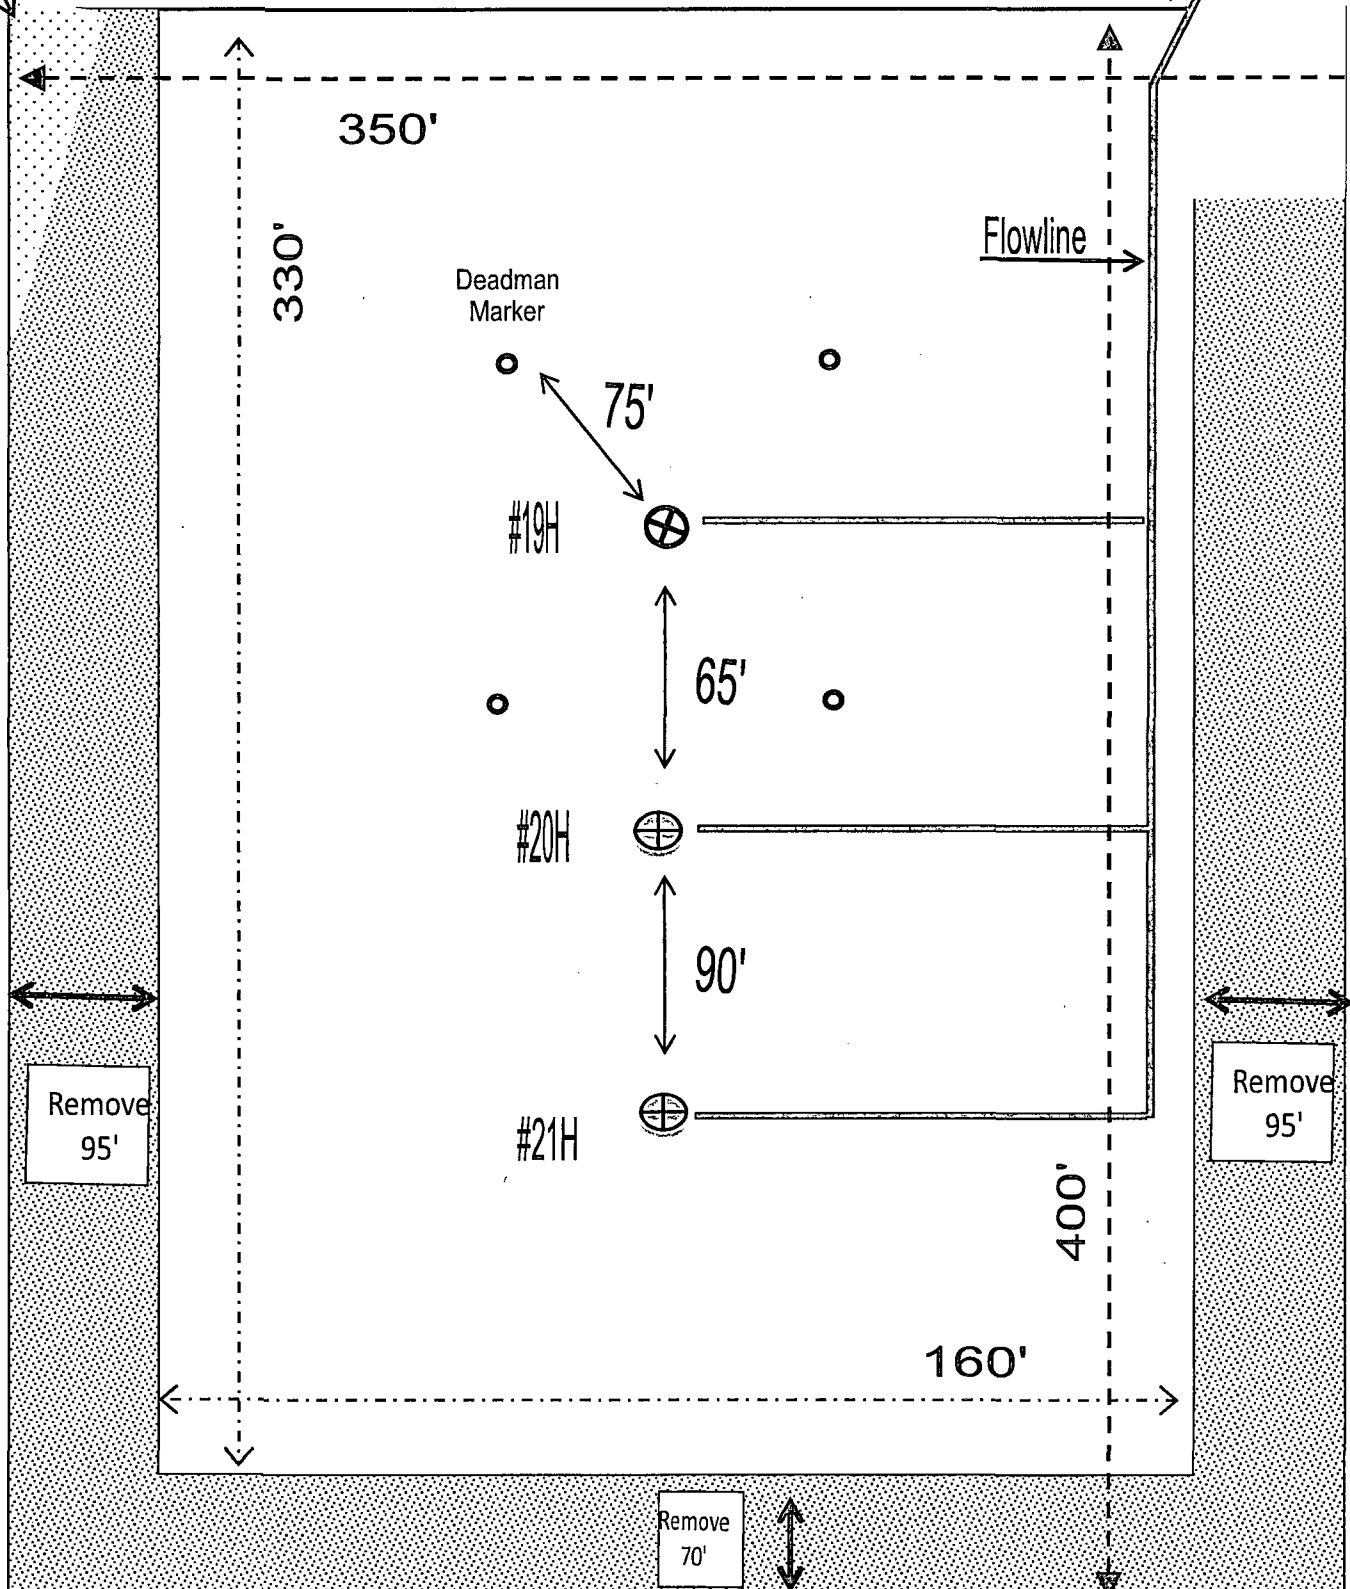 350'
330'
Flowline
Deadman
Marker
75'
#19H
65'
#20H
90'
Remove
95'
Remove
95'
#21H
400'
160'
Remove
70'